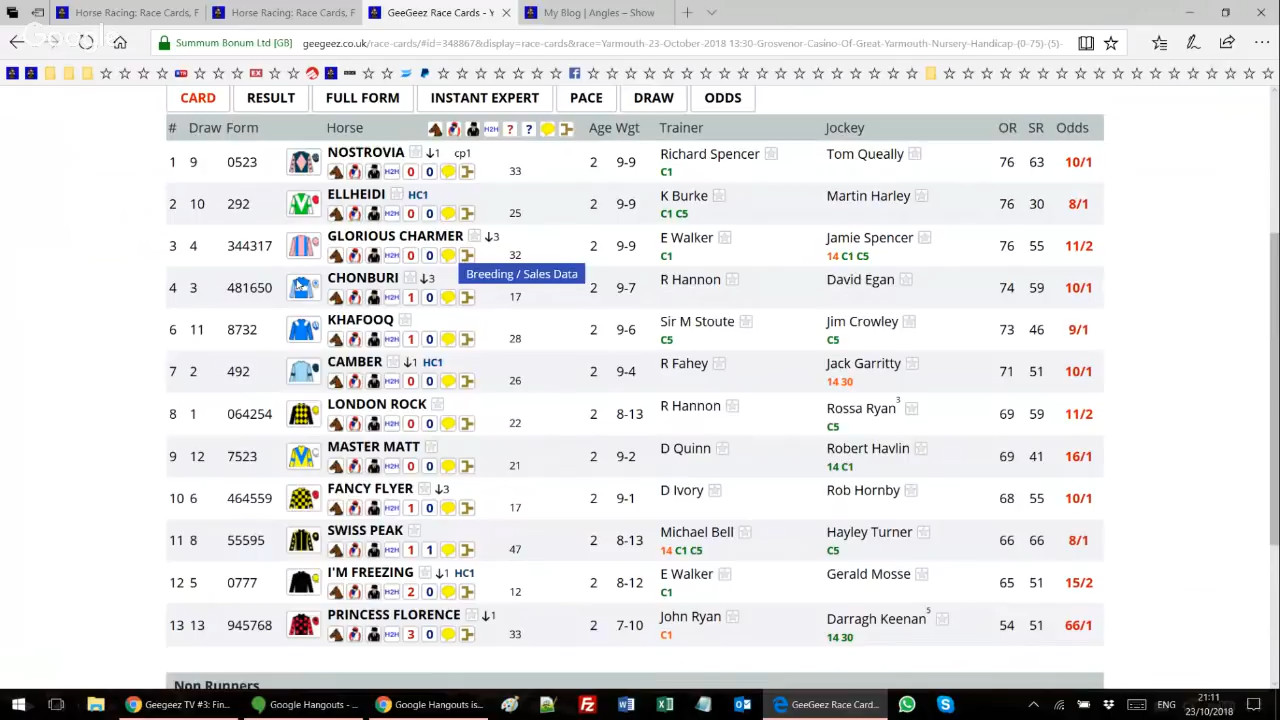 Horse Racing: Race Cards, F
Horse Racing: Race Cards, F
GeeGeez Race Cards -
My Blog | Angles – Show
Google
Summum Bonum Ltd [GB]
geegeez.co.uk/race-cards/#id=348867&display=race-cards&race=Yarmouth-23-October-2018 13:30-Grosvenor-Casino-Of-Great-Yarmouth-Nursery-Handicap-(0-75)-(5)-
CARD RESULT FULL FORM INSTANT EXPERT PACE DRAW ODDS
# Draw Form Horse H2H ? ? Age Wgt Trainer Jockey OR SR Odds
1 9 0523 NOSTROVIA ↓1 cp1 2 9-9 Richard Spencer Tom Queally 76 63 10/1
H2H 0 0 33 C1
2 10 292 ELLHEIDI HC1 2 9-9 K Burke Martin Harley 76 30 8/1
H2H 0 0 25 C1 C5
3 4 344317 GLORIOUS CHARMER ↓3 2 9-9 E Walker Jamie Spencer 76 55 11/2
H2H 0 0 32 C1 14 C1 C5
Breeding / Sales Data
4 3 481650 CHONBURI ↓3 2 9-7 R Hannon David Egan 74 59 10/1
H2H 1 0 17
6 11 8732 KHAFOOQ 2 9-6 Sir M Stoute Jim Crowley 73 46 9/1
H2H 1 0 28 C5 C5
7 2 492 CAMBER ↓1 HC1 2 9-4 R Fahey Jack Garritty 71 51 10/1
H2H 0 0 26 14 30
8 1 064254 LONDON ROCK 2 8-13 R Hannon Rossa Ryan 3 69 59 11/2
H2H 0 0 22 C5
9 12 7523 MASTER MATT 2 9-2 D Quinn Robert Havlin 69 41 16/1
H2H 0 0 21 14 C1
10 6 464559 FANCY FLYER ↓3 2 9-1 D Ivory Rob Hornby 68 55 10/1
H2H 1 0 17
11 8 55595 SWISS PEAK 2 8-13 Michael Bell Hayley Turner 66 66 8/1
H2H 1 1 47 14 C1 C5 C5
12 5 0777 I'M FREEZING ↓1 HC1 2 8-12 E Walker Gerald Mosse 65 51 15/2
H2H 2 0 12 C1
13 13 945768 PRINCESS FLORENCE ↓1 2 7-10 John Ryan Darragh Keenan 5 54 51 66/1
H2H 3 0 33 C1 14 30
Non Runners
Geegeez TV #3: Fin...
Google Hangouts - ...
Google Hangouts is...
GeeGeez Race Card...
ENG
21:11
23/10/2018